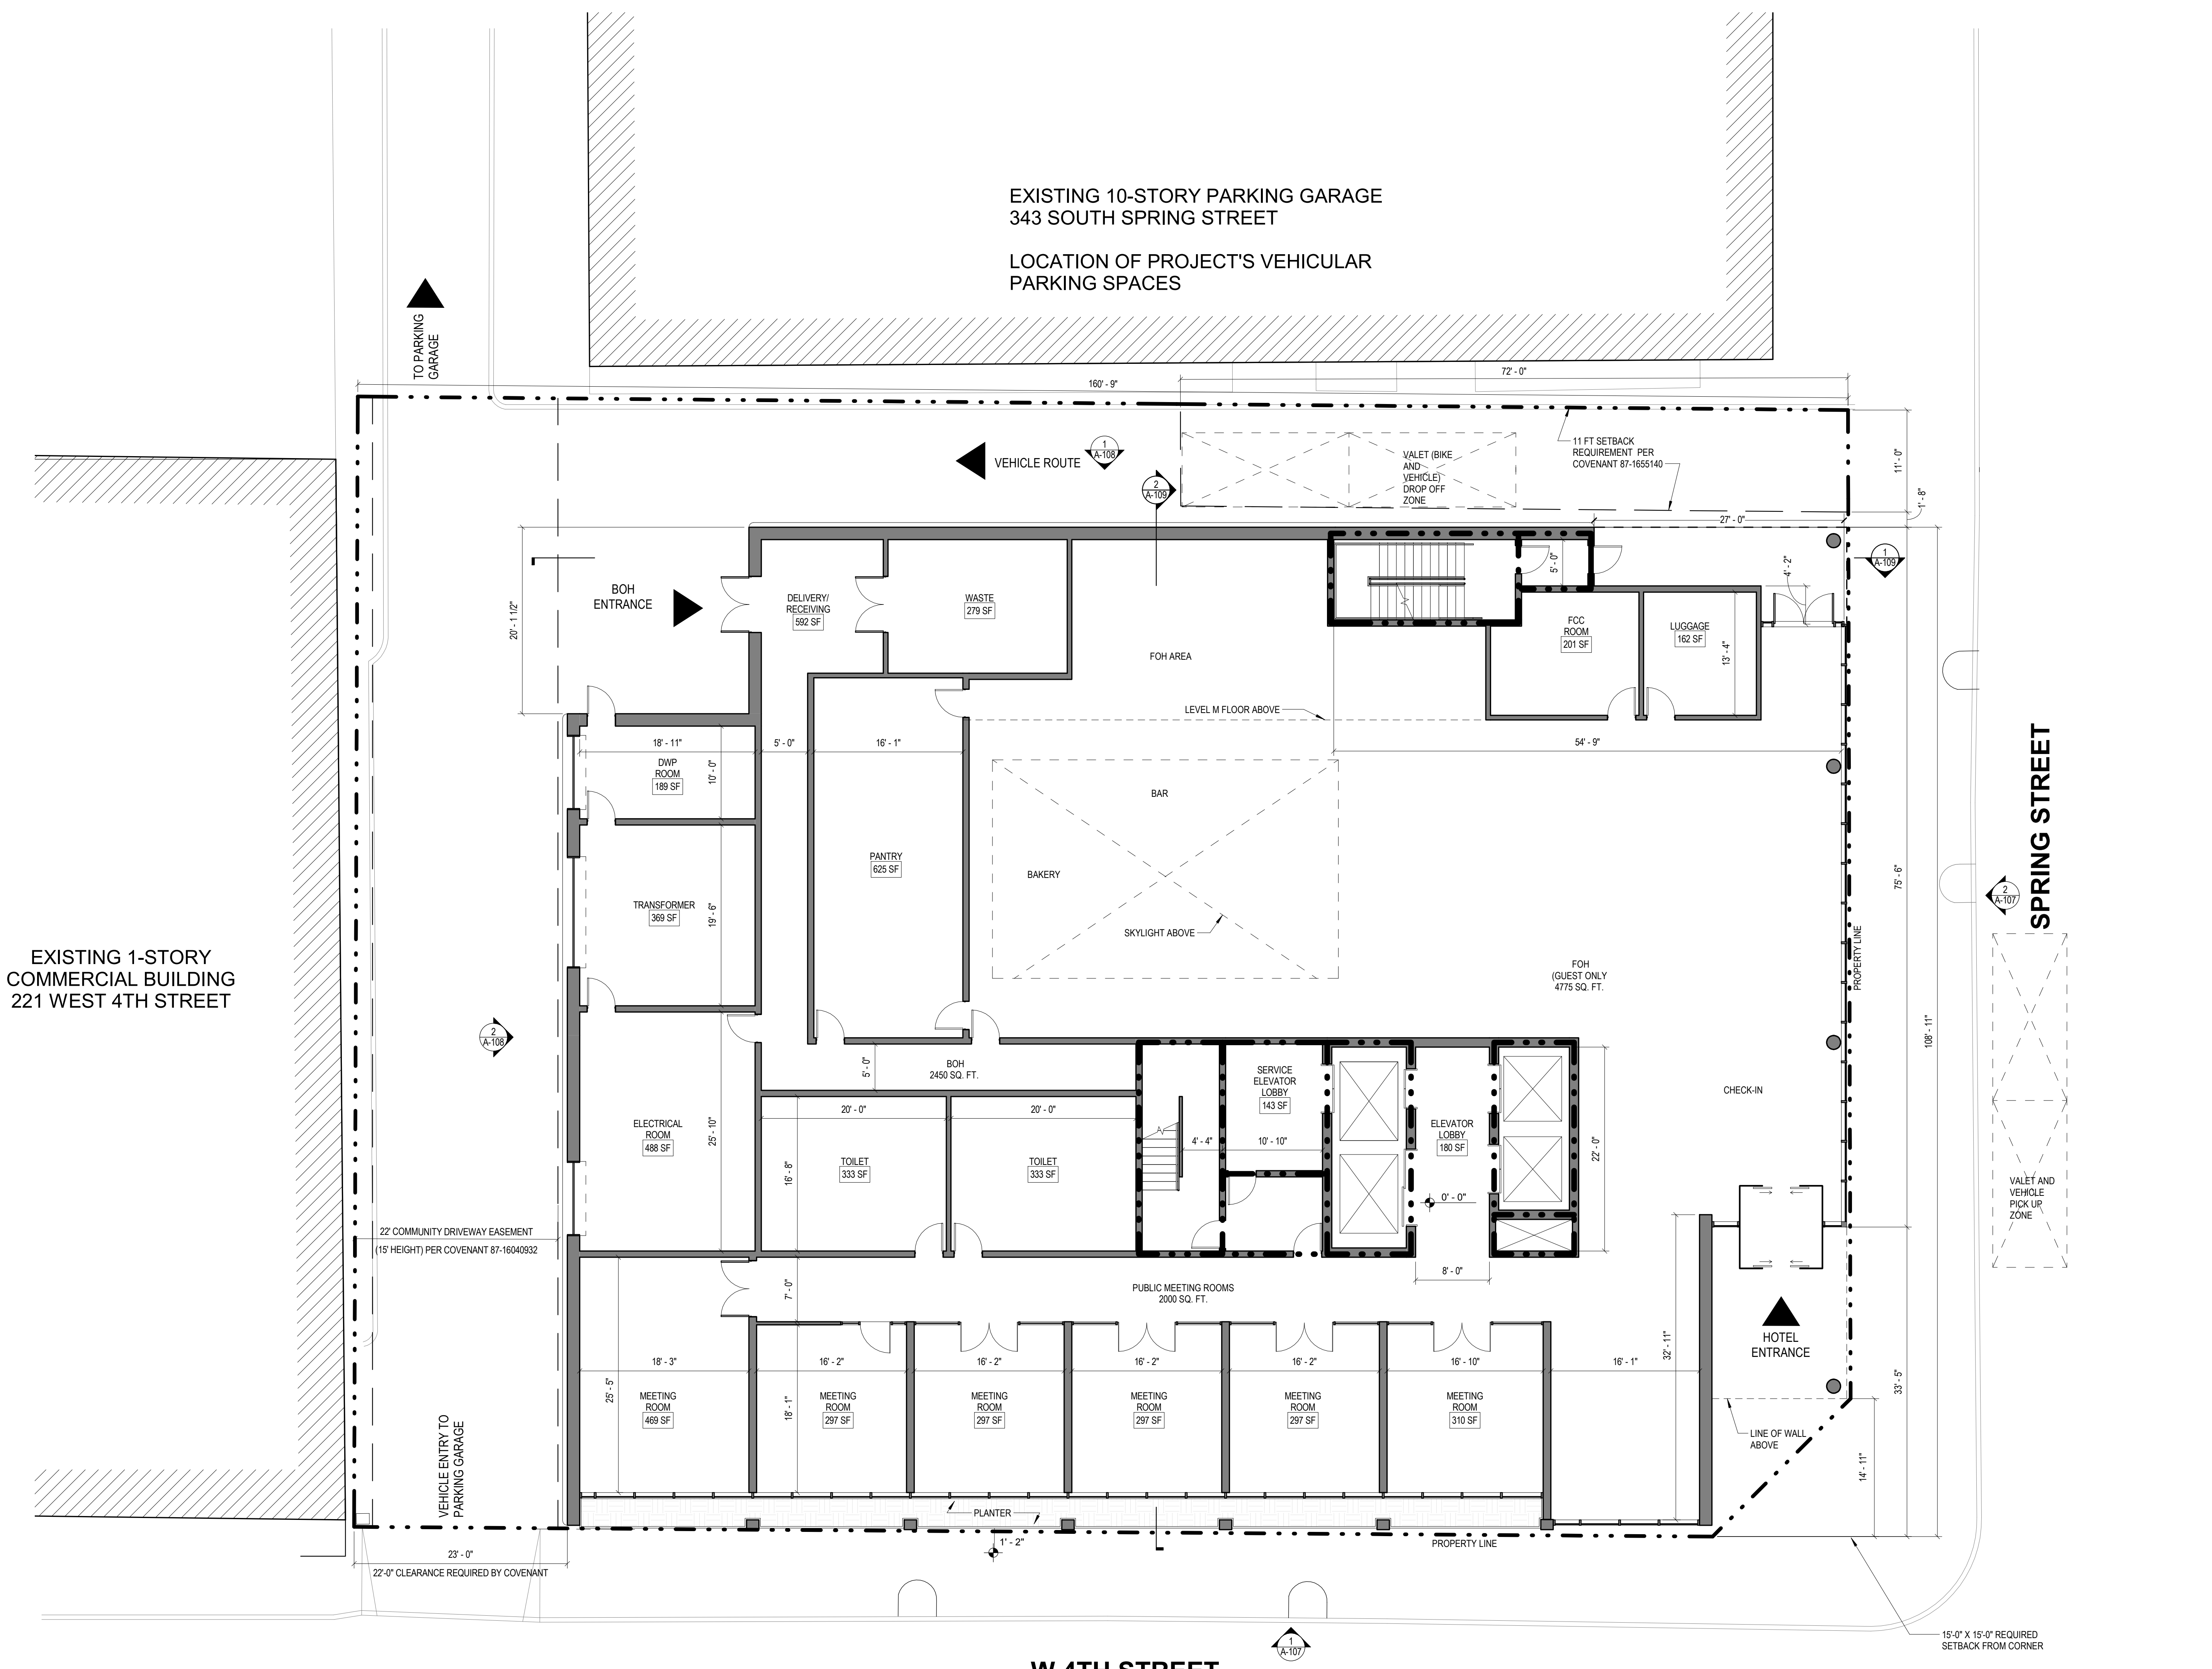 EXISTING 10-STORY PARKING GARAGE
343 SOUTH SPRING STREET
LOCATION OF PROJECT'S VEHICULAR
PARKING SPACES
TO PARKING
GARAGE
160' - 9"
72' - 0"
VEHICLE ROUTE
1
A-108
2
A-109
VALET (BIKE
AND
VEHICLE)
DROP OFF
ZONE
11 FT SETBACK
REQUIREMENT PER
COVENANT 87-1655140
11' - 0"
1' - 8"
27' - 0"
1
A-109
20' - 1 1/2"
BOH
ENTRANCE
DELIVERY/
RECEIVING
592 SF
WASTE
279 SF
FOH AREA
5' - 0"
4' - 2"
FCC
ROOM
201 SF
LUGGAGE
162 SF
13' - 4"
LEVEL M FLOOR ABOVE
54' - 9"
18' - 11"
5' - 0"
16' - 1"
DWP
ROOM
189 SF
10' - 0"
BAR
PANTRY
625 SF
BAKERY
SKYLIGHT ABOVE
TRANSFORMER
369 SF
19' - 6"
FOH
(GUEST ONLY
4775 SQ. FT.
PROPERTY LINE
75' - 6"
108' - 11"
SPRING STREET
2
A-107
EXISTING 1-STORY
COMMERCIAL BUILDING
221 WEST 4TH STREET
2
A-108
5' - 0"
BOH
2450 SQ. FT.
SERVICE
ELEVATOR
LOBBY
143 SF
CHECK-IN
20' - 0"
20' - 0"
ELECTRICAL
ROOM
488 SF
25' - 10"
4' - 4"
10' - 10"
ELEVATOR
LOBBY
180 SF
22' - 0"
16' - 8"
TOILET
333 SF
TOILET
333 SF
0' - 0"
VALET AND
VEHICLE
PICK UP
ZONE
22' COMMUNITY DRIVEWAY EASEMENT
(15' HEIGHT) PER COVENANT 87-16040932
8' - 0"
7' - 0"
PUBLIC MEETING ROOMS
2000 SQ. FT.
HOTEL
ENTRANCE
32' - 11"
18' - 3"
16' - 2"
16' - 2"
16' - 2"
16' - 2"
16' - 10"
16' - 1"
25' - 5"
18' - 1"
33' - 5"
MEETING
ROOM
469 SF
MEETING
ROOM
297 SF
MEETING
ROOM
297 SF
MEETING
ROOM
297 SF
MEETING
ROOM
297 SF
MEETING
ROOM
310 SF
LINE OF WALL
ABOVE
14' - 11"
VEHICLE ENTRY TO
PARKING GARAGE
PLANTER
1' - 2"
PROPERTY LINE
23' - 0"
22'-0" CLEARANCE REQUIRED BY COVENANT
1
A-107
15'-0" X 15'-0" REQUIRED
SETBACK FROM CORNER
W 4TH STREET